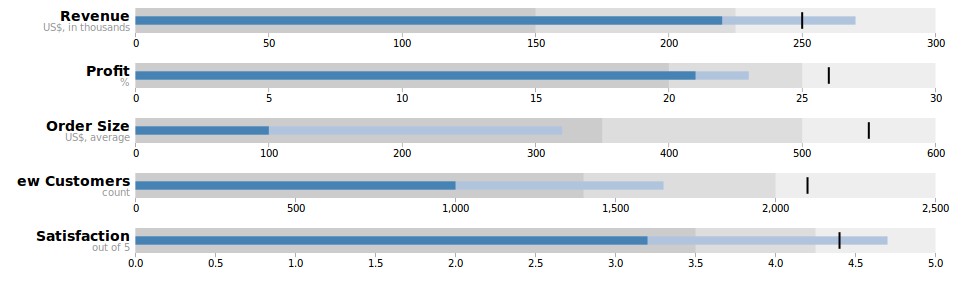 Revenue
US$, in thousands
0 50 100 150 200 250 300
Profit
%
0 5 10 15 20 25 30
Order Size
US$, average
0 100 200 300 400 500 600
ew Customers
count
0 500 1,000 1,500 2,000 2,500
Satisfaction
out of 5
0.0 0.5 1.0 1.5 2.0 2.5 3.0 3.5 4.0 4.5 5.0